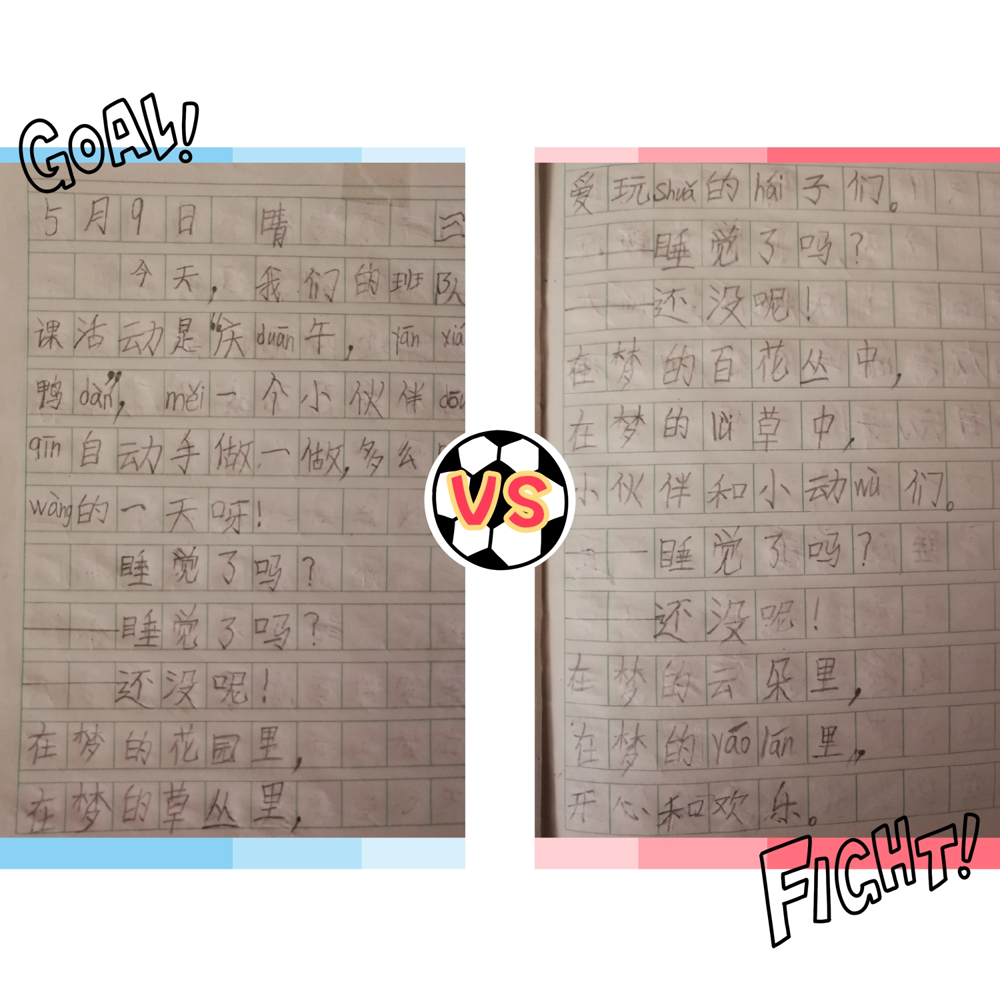 GOAL!
5月9日 晴 三
今天,我们的班队
课活动是“庆duān午, yān xiá
鸭dàn”, měi一个小伙伴dōu
qīn自动手做一做,多么
wàng的一天呀!
睡觉了吗?
——睡觉了吗?
——还没呢!
在梦的花园里,
在梦的草丛里,
VS
爱玩shuǎ的hái子们。
——睡觉了吗?
——还没呢!
在梦的百花丛中,
在梦的lǜ草中,
小伙伴和小动wù们。
——睡觉了吗?
——还没呢!
在梦的云朵里,
在梦的yáo lán里,
开心和欢乐。
FIGHT!